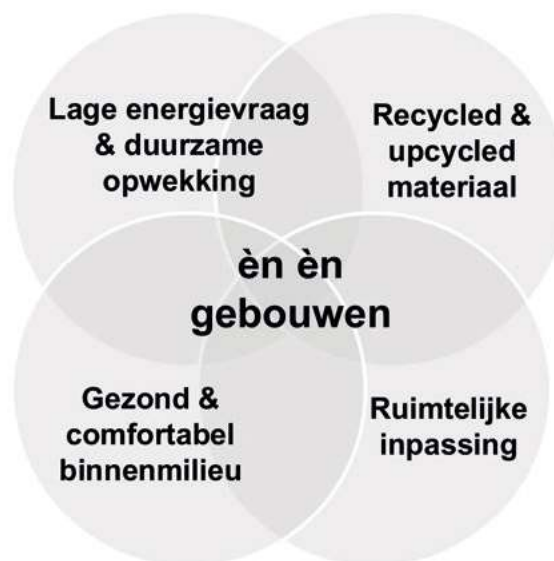 Lage energievraag
& duurzame
opwekking
Recycled &
upcycled
materiaal
èn èn
gebouwen
Gezond &
comfortabel
binnenmilieu
Ruimtelijke
inpassing